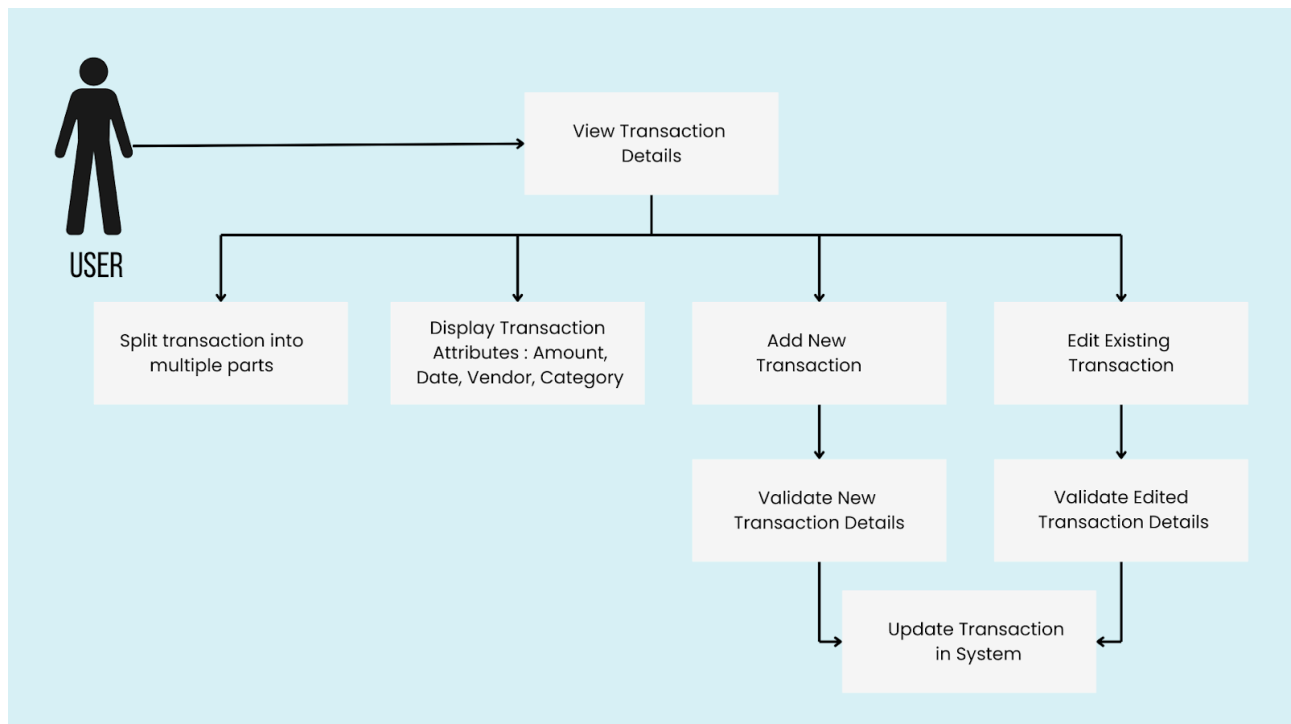 View Transaction
Details
USER
Split transaction into
multiple parts
Display Transaction
Attributes : Amount,
Date, Vendor, Category
Add New
Transaction
Edit Existing
Transaction
Validate New
Transaction Details
Validate Edited
Transaction Details
Update Transaction
in System